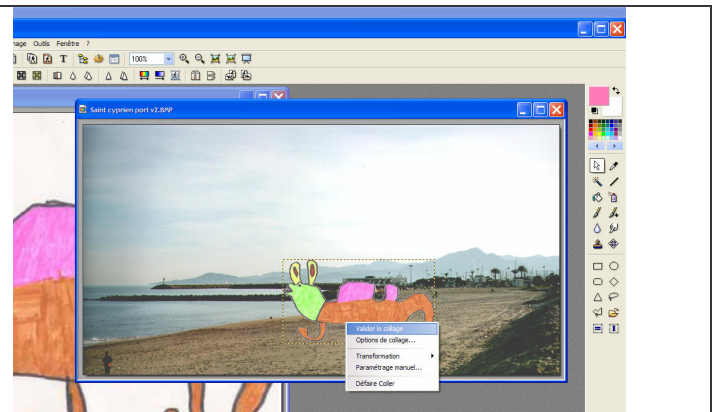 Outils Fenêtre ?
T
100%
Saint cyprien port v2.BMP
Valider le collage
Options de collage...
Transformation
Paramétrage manuel...
Défaire Coller